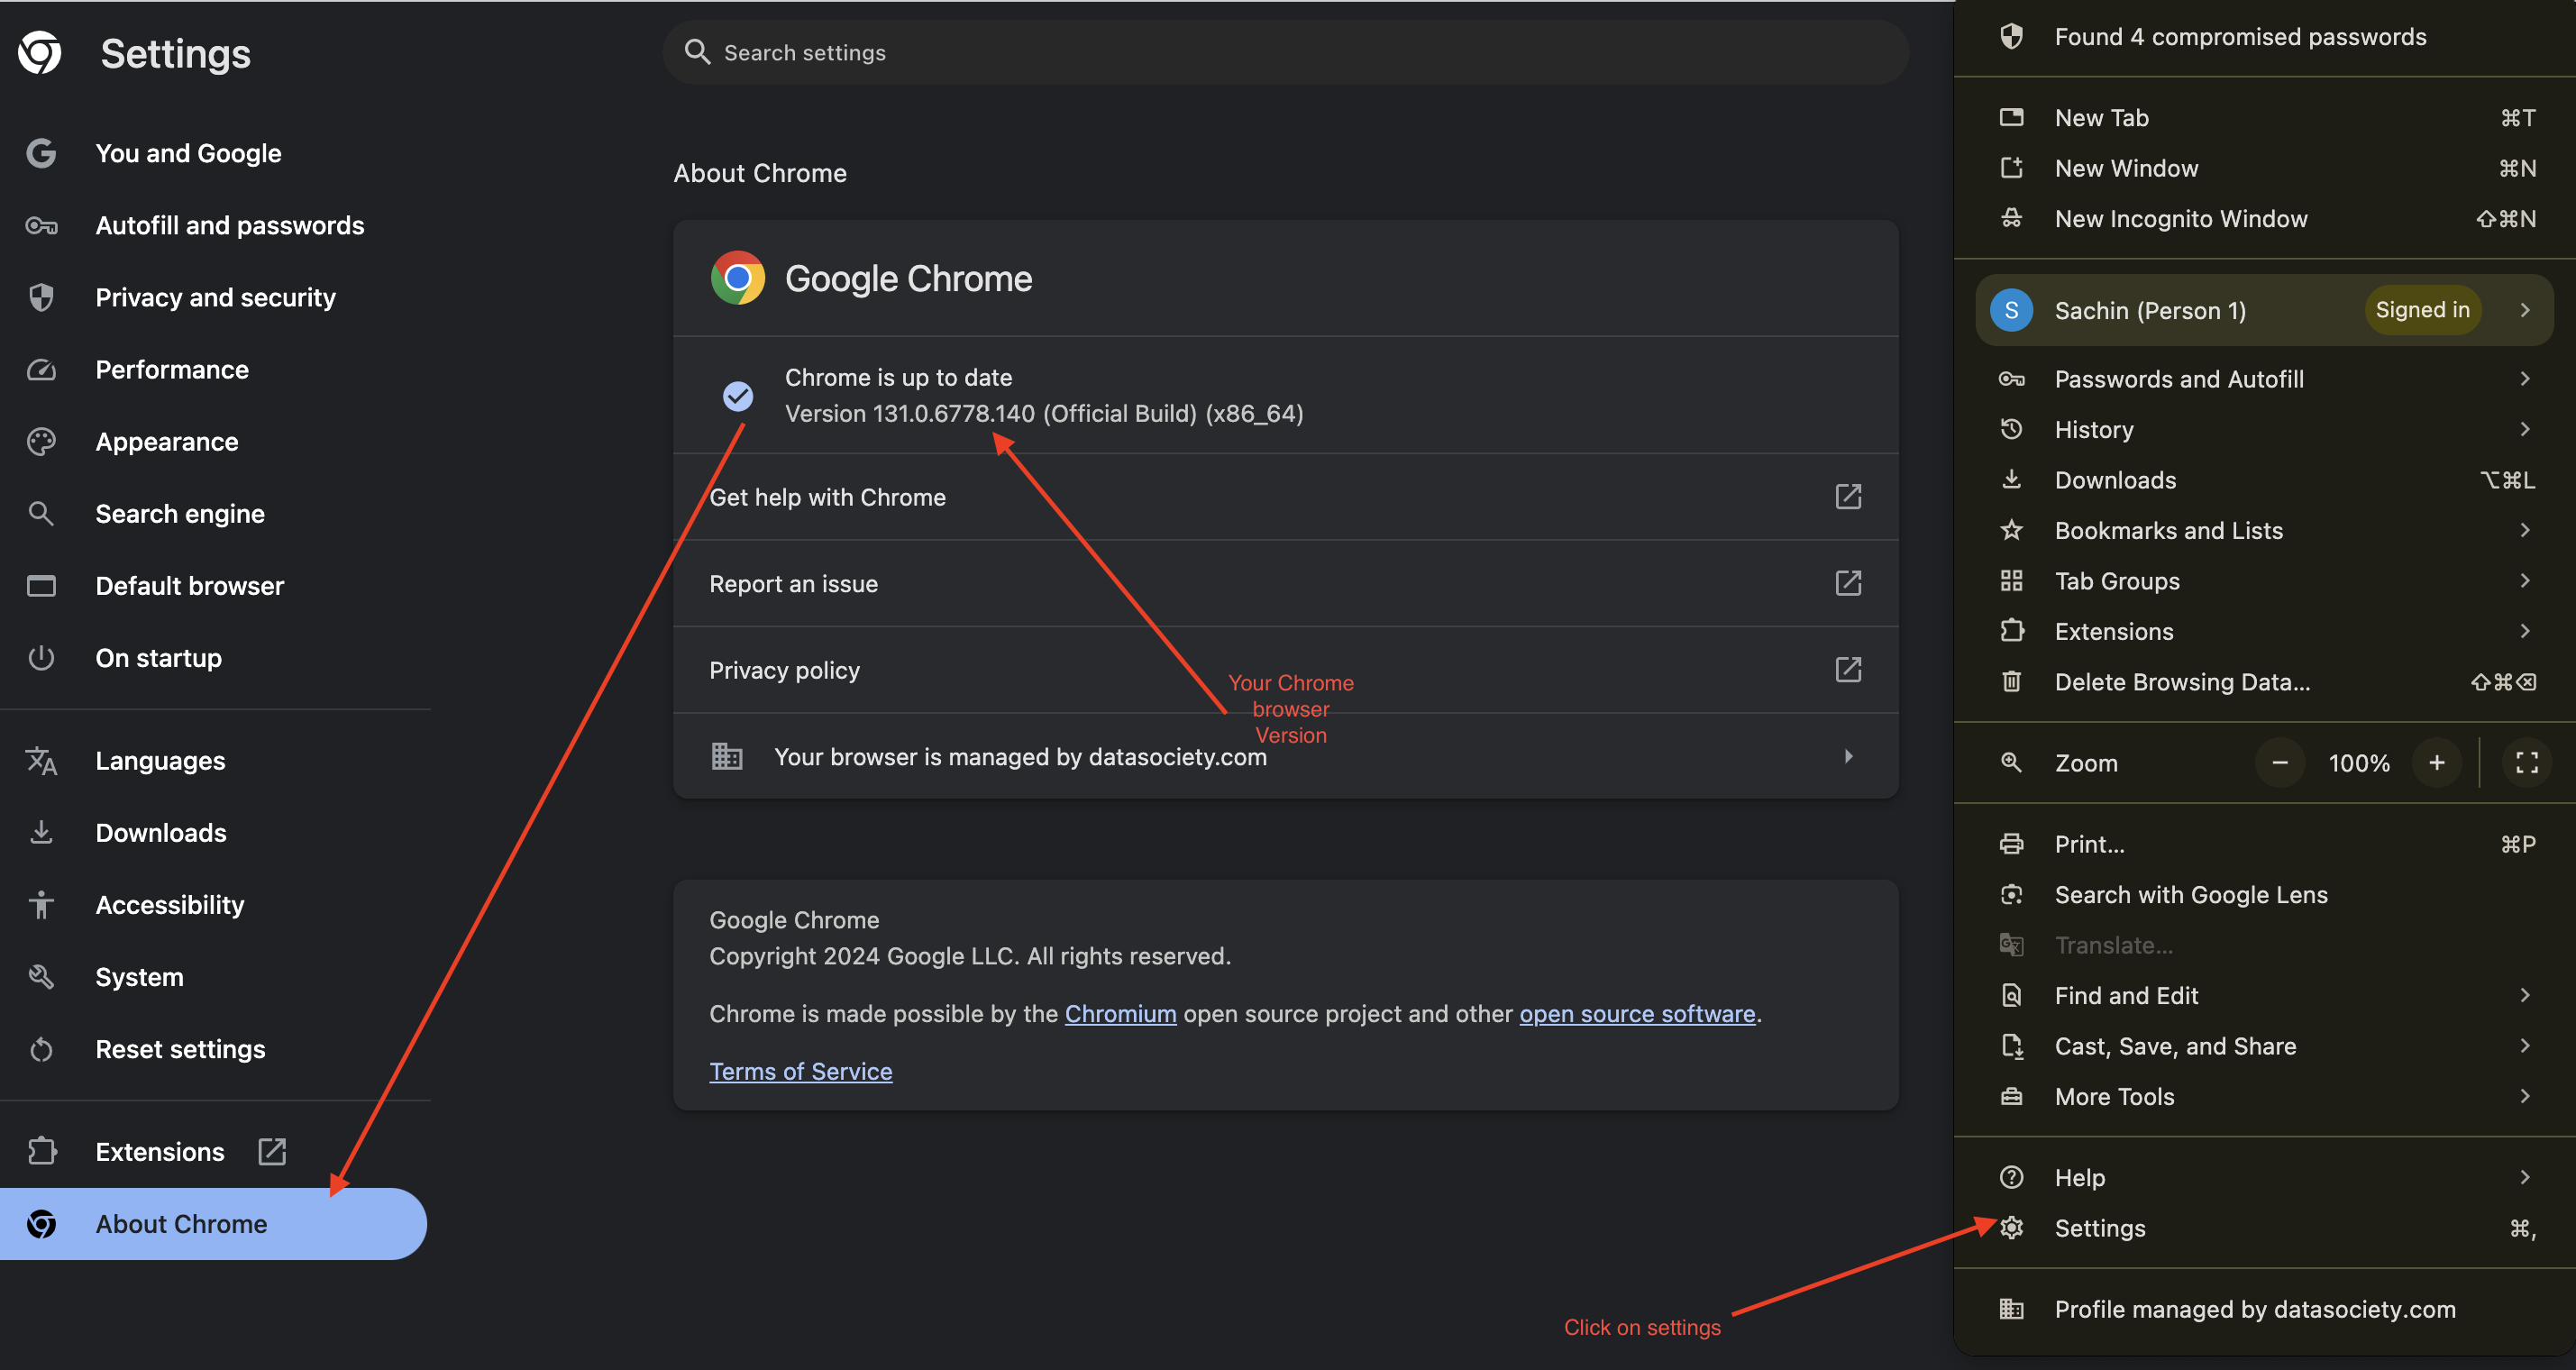 Settings
You and Google
Autofill and passwords
Privacy and security
Performance
Appearance
Search engine
Default browser
On startup
Languages
Downloads
Accessibility
System
Reset settings
Extensions
About Chrome
Search settings
About Chrome
Google Chrome
Chrome is up to date
Version 131.0.6778.140 (Official Build) (x86_64)
Get help with Chrome
Report an issue
Privacy policy
Your Chrome
browser
Version
Your browser is managed by datasociety.com
Google Chrome
Copyright 2024 Google LLC. All rights reserved.
Chrome is made possible by the Chromium open source project and other open source software.
Terms of Service
Click on settings
Found 4 compromised passwords
New Tab ⌘T
New Window ⌘N
New Incognito Window ⇧⌘N
S Sachin (Person 1) Signed in
Passwords and Autofill
History
Downloads ⌥⌘L
Bookmarks and Lists
Tab Groups
Extensions
Delete Browsing Data... ⇧⌘⌫
Zoom − 100% +
Print... ⌘P
Search with Google Lens
Translate...
Find and Edit
Cast, Save, and Share
More Tools
Help
Settings ⌘,
Profile managed by datasociety.com